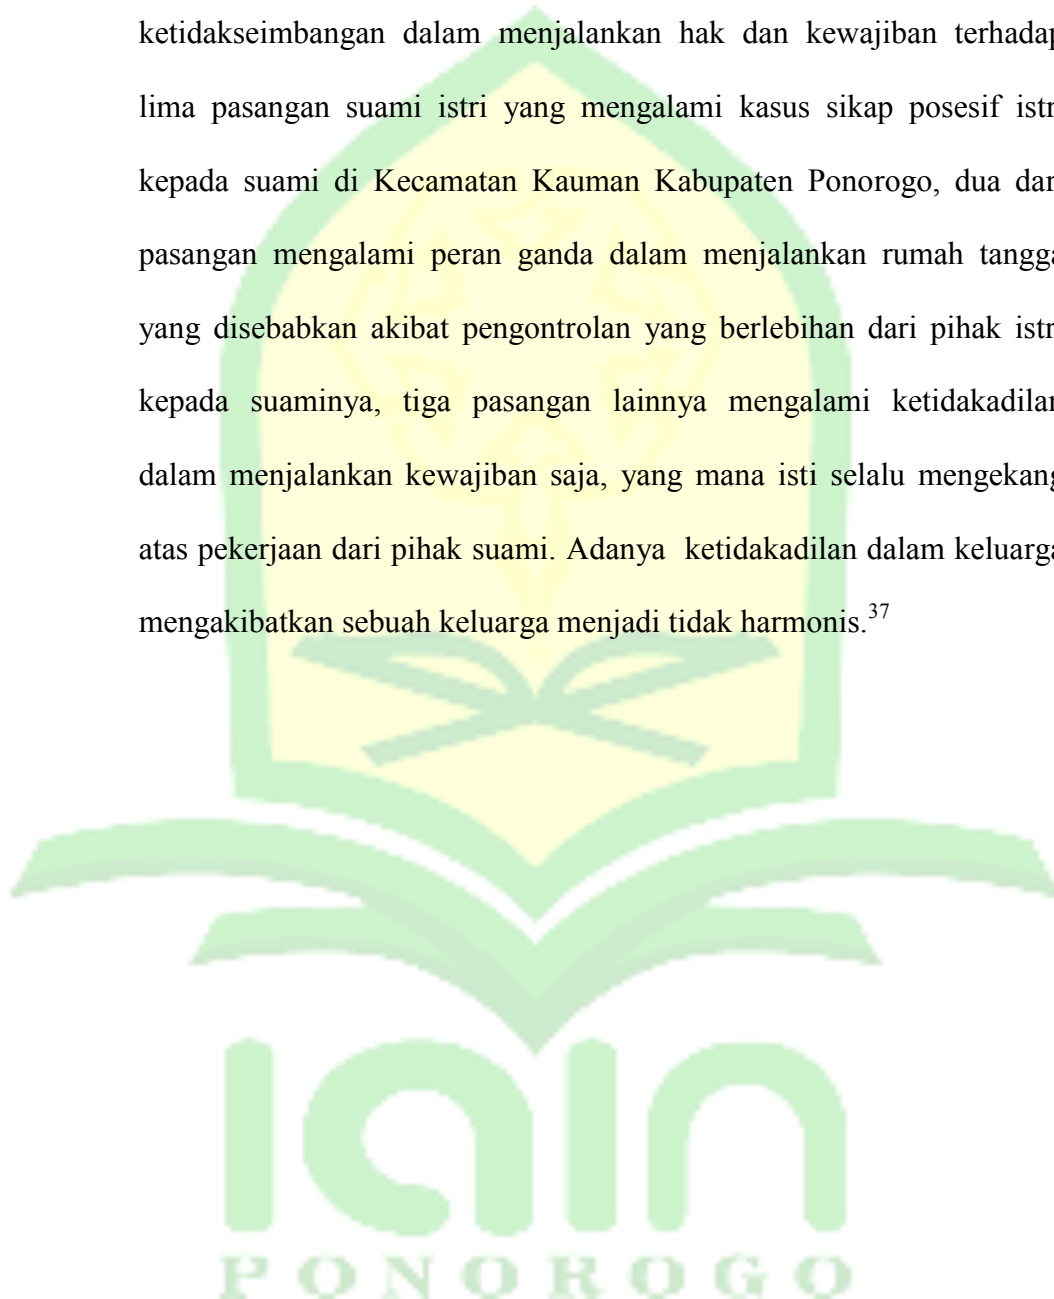 ketidakseimbangan dalam menjalankan hak dan kewajiban terhadap
lima pasangan suami istri yang mengalami kasus sikap posesif istr
kepada suami di Kecamatan Kauman Kabupaten Ponorogo, dua dar
pasangan mengalami peran ganda dalam menjalankan rumah tangga
yang disebabkan akibat pengontrolan yang berlebihan dari pihak istr
kepada suaminya, tiga pasangan lainnya mengalami ketidakadilan
dalam menjalankan kewajiban saja, yang mana isti selalu mengekang
atas pekerjaan dari pihak suami. Adanya ketidakadilan dalam keluarga
mengakibatkan sebuah keluarga menjadi tidak harmonis.37
iain
PONOROGO